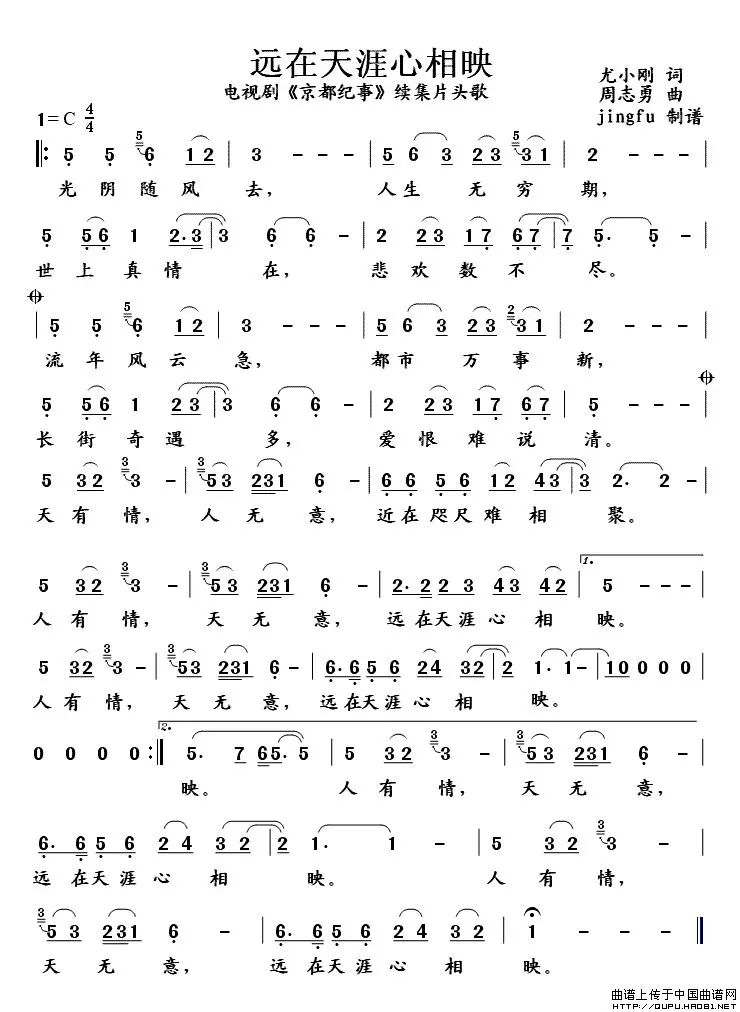 远在天涯心相映
电视剧《京都纪事》续集片头歌
尤小刚 词
周志勇 曲
jingfu 制谱
1=C 4/4
5 5 6 1 2 | 3 - - - | 5 6 3 2 3 3 1 | 2 - - - |
光阴随风 去， 人生 无穷 期，
5 5 6 1 2·3 | 3 6 6 - | 2 2 3 1 7 6 7 | 7 5· 5 - |
世上真情 在， 悲欢数不 尽。
5 5 6 1 2 | 3 - - - | 5 6 3 2 3 3 1 | 2 - - - |
流年风云 急， 都市 万事 新，
5 5 6 1 2 3 | 3 6 6 - | 2 2 3 1 7 6 7 | 5 - - - |
长街奇遇 多， 爱恨难说 清。
5 3 2 3 - | 5 3 2 3 1 6 - | 6 6 5 6 1 2 4 3 | 3 2· 2 - |
天有情， 人无意， 近在咫尺难相 聚。
5 3 2 3 - | 5 3 2 3 1 6 - | 2·2 2 3 4 3 4 2 | 1. 5 - - - |
人有情， 天无意， 远在天涯心相 映。
5 3 2 3 - | 5 3 2 3 1 6 - | 6·6 5 6 2 4 3 2 | 2 1· 1 - | 1 0 0 0 0 |
人有情， 天无意， 远在天涯心相 映。
0 0 0 0 :| 2. 5· 7 6 5·5 | 5 3 2 3 - | 5 3 2 3 1 6 - |
映。 人有情， 天无意，
6·6 5 6 2 4 3 2 | 2 1· 1 - | 5 3 2 3 - |
远在天涯心 相 映。 人有情，
5 3 2 3 1 6 - | 6·6 5 6 2 4 3 2 | 1 - - - |
天无意， 远在天涯心 相 映。
曲谱上传于中国曲谱网
http://QUPU.HAO81.NET